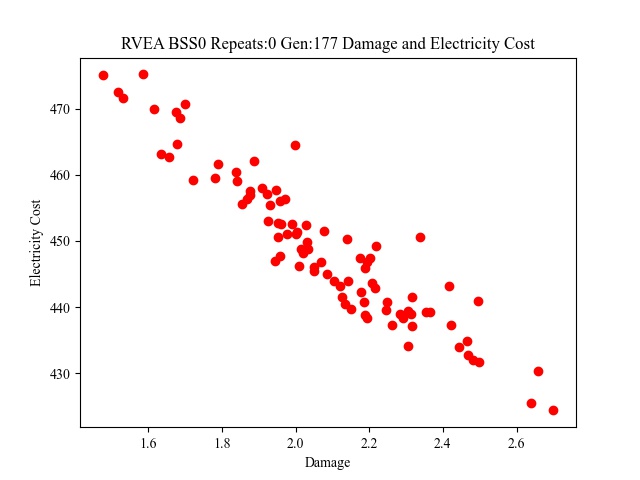 RVEA BSS0 Repeats:0 Gen:177 Damage and Electricity Cost
Electricity Cost
470
460
450
440
430
1.6 1.8 2.0 2.2 2.4 2.6
Damage